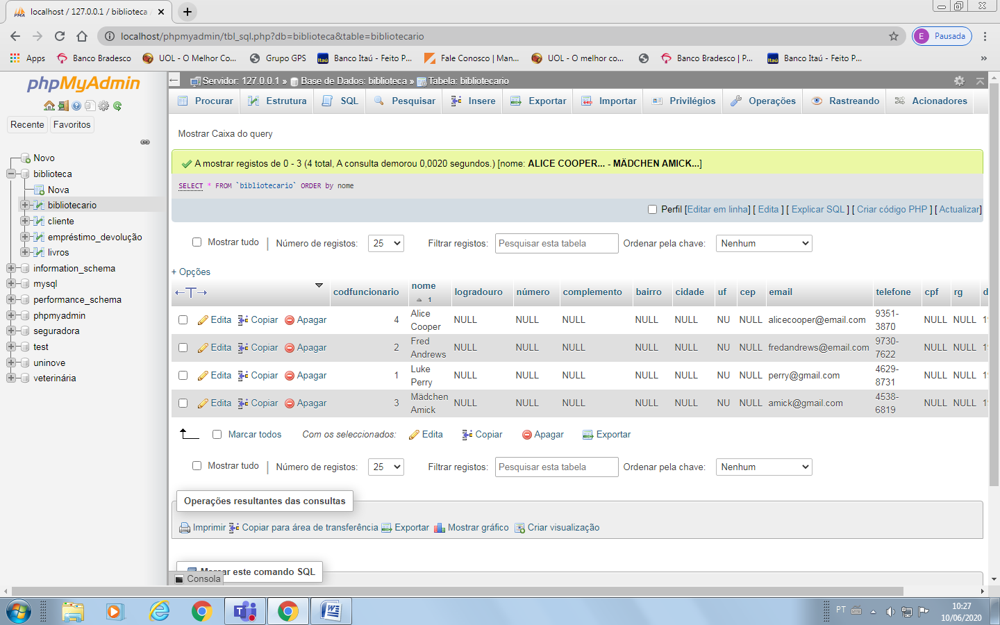 localhost / 127.0.0.1 / biblioteca
localhost/phpmyadmin/tbl_sql.php?db=biblioteca&table=bibliotecario
E Pausada
Apps Banco Bradesco UOL - O Melhor Co... Grupo GPS Banco Itaú - Feito P... Fale Conosco | Man... UOL - O melhor co... Banco Bradesco | P... Banco Itaú - Feito P... »
phpMyAdmin
Recente Favoritos
Novo
biblioteca
Nova
bibliotecario
cliente
empréstimo_devolução
livros
information_schema
mysql
performance_schema
phpmyadmin
seguradora
test
uninove
veterinária
Servidor: 127.0.0.1 » Base de Dados: biblioteca » Tabela: bibliotecario
Procurar Estrutura SQL Pesquisar Insere Exportar Importar Privilégios Operações Rastreando Acionadores
Mostrar Caixa do query
A mostrar registos de 0 - 3 (4 total, A consulta demorou 0,0020 segundos.) [nome: ALICE COOPER... - MÄDCHEN AMICK...]
SELECT * FROM `bibliotecario` ORDER by nome
Perfil [Editar em linha] [ Edita ] [ Explicar SQL ] [ Criar código PHP ] [ Actualizar]
Mostrar tudo | Número de registos: 25 Filtrar registos: Pesquisar esta tabela Ordenar pela chave: Nenhum
+ Opções
←T→ codfuncionario nome 1 logradouro número complemento bairro cidade uf cep email telefone cpf rg d
Edita Copiar Apagar 4 Alice Cooper NULL NULL NULL NULL NULL NU NULL alicecooper@email.com 9351-3870 NULL NULL 1
Edita Copiar Apagar 2 Fred Andrews NULL NULL NULL NULL NULL NU NULL fredandrews@email.com 9730-7622 NULL NULL 1
Edita Copiar Apagar 1 Luke Perry NULL NULL NULL NULL NULL NU NULL perry@gmail.com 4629-8731 NULL NULL 1
Edita Copiar Apagar 3 Mädchen Amick NULL NULL NULL NULL NULL NU NULL amick@gmail.com 4538-6819 NULL NULL 1
Marcar todos Com os seleccionados: Edita Copiar Apagar Exportar
Mostrar tudo | Número de registos: 25 Filtrar registos: Pesquisar esta tabela Ordenar pela chave: Nenhum
Operações resultantes das consultas
Imprimir Copiar para área de transferência Exportar Mostrar gráfico Criar visualização
Marcar este comando SQL
Consola
PT
10:27
10/06/2020